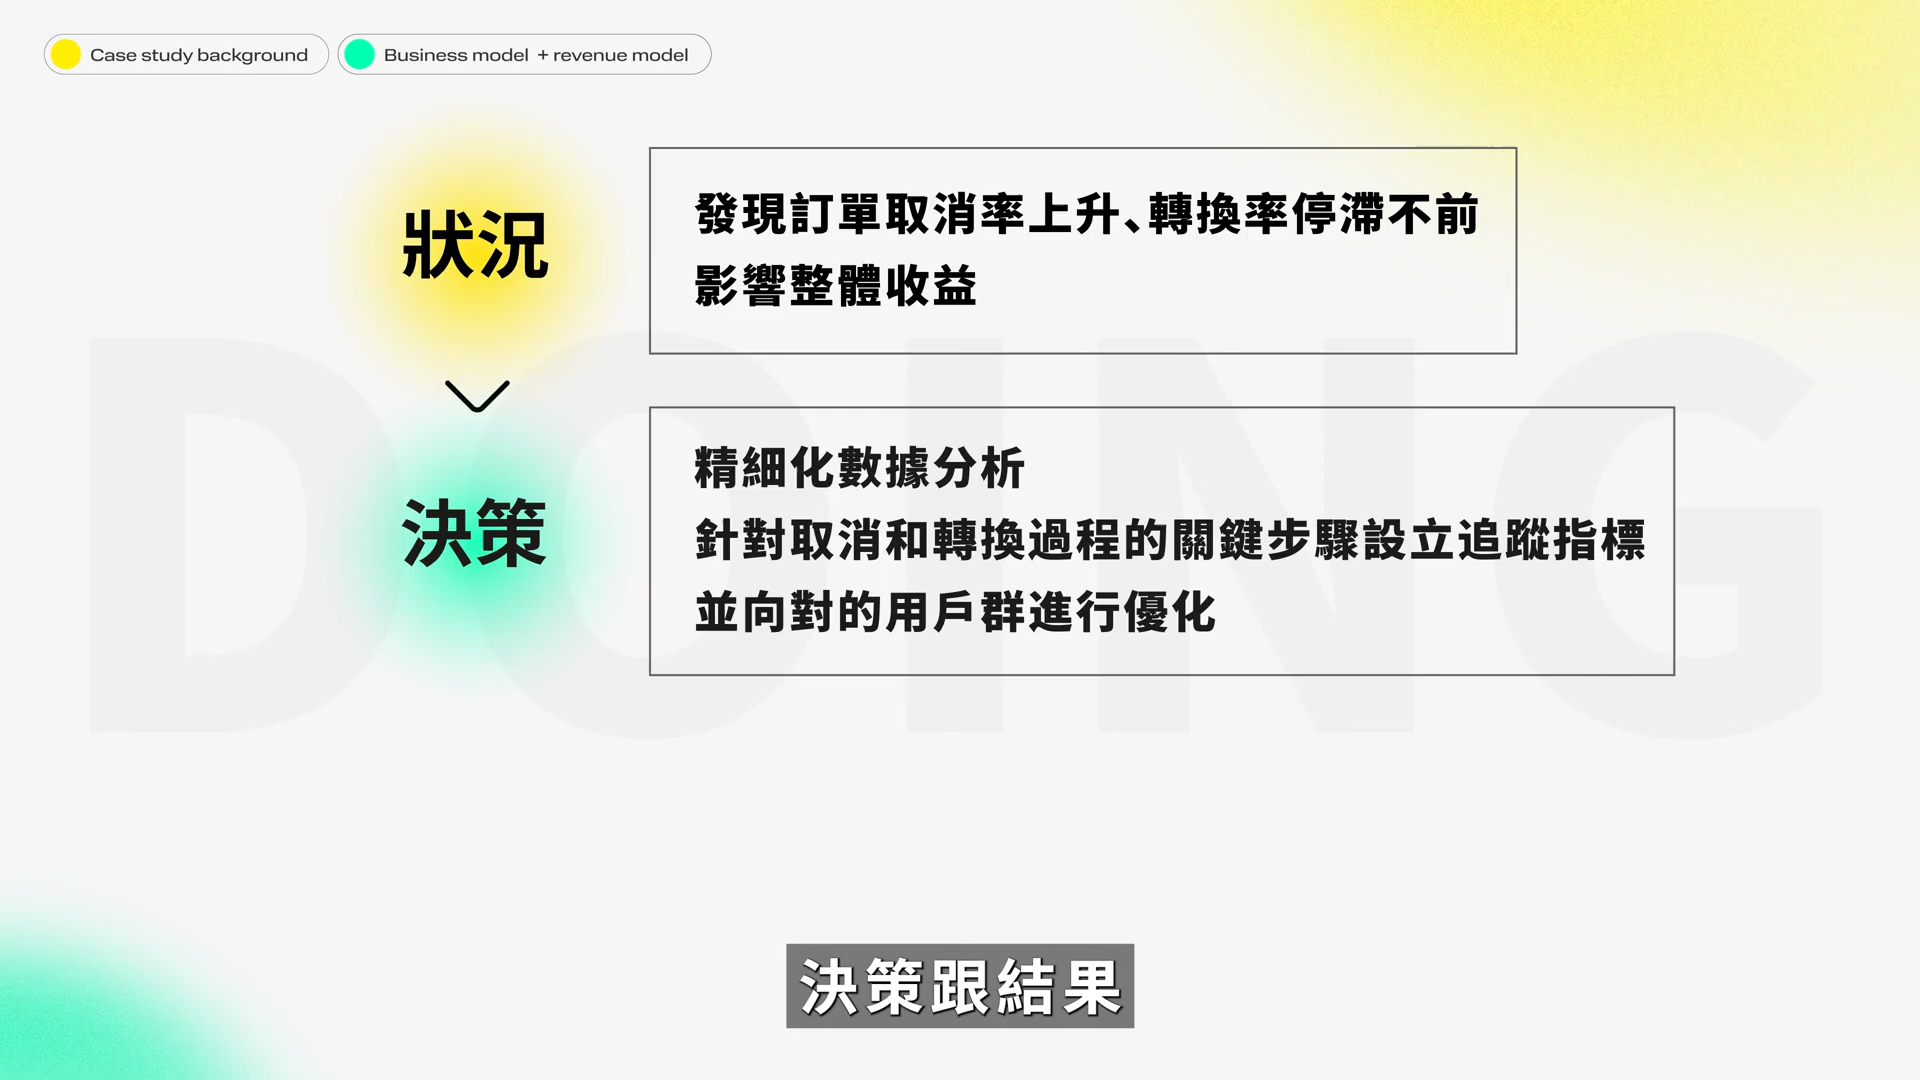 Case study background
Business model + revenue model
狀況
發現訂單取消率上升、轉換率停滯不前
影響整體收益
決策
精細化數據分析
針對取消和轉換過程的關鍵步驟設立追蹤指標
並向對的用戶群進行優化
DOING
決策跟結果